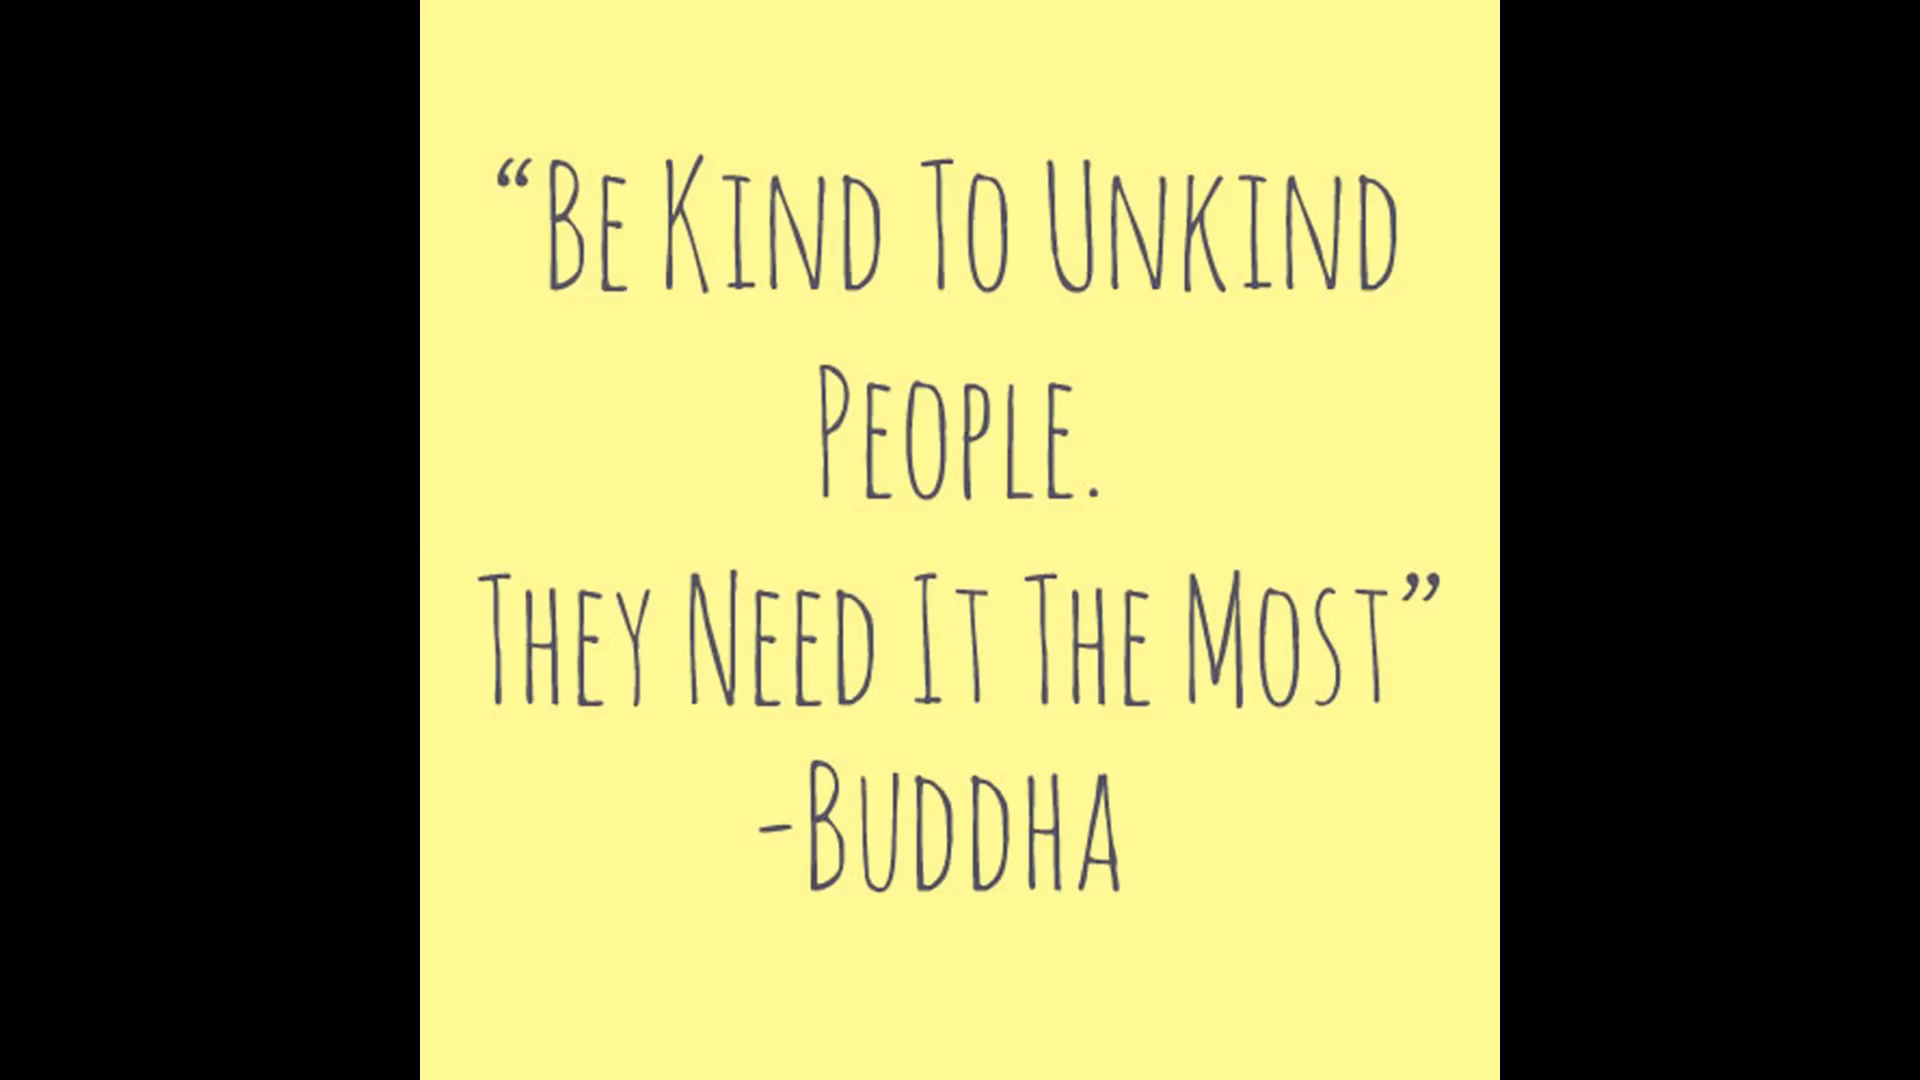 “Be Kind To Unkind
People.
They Need It The Most”
-Buddha